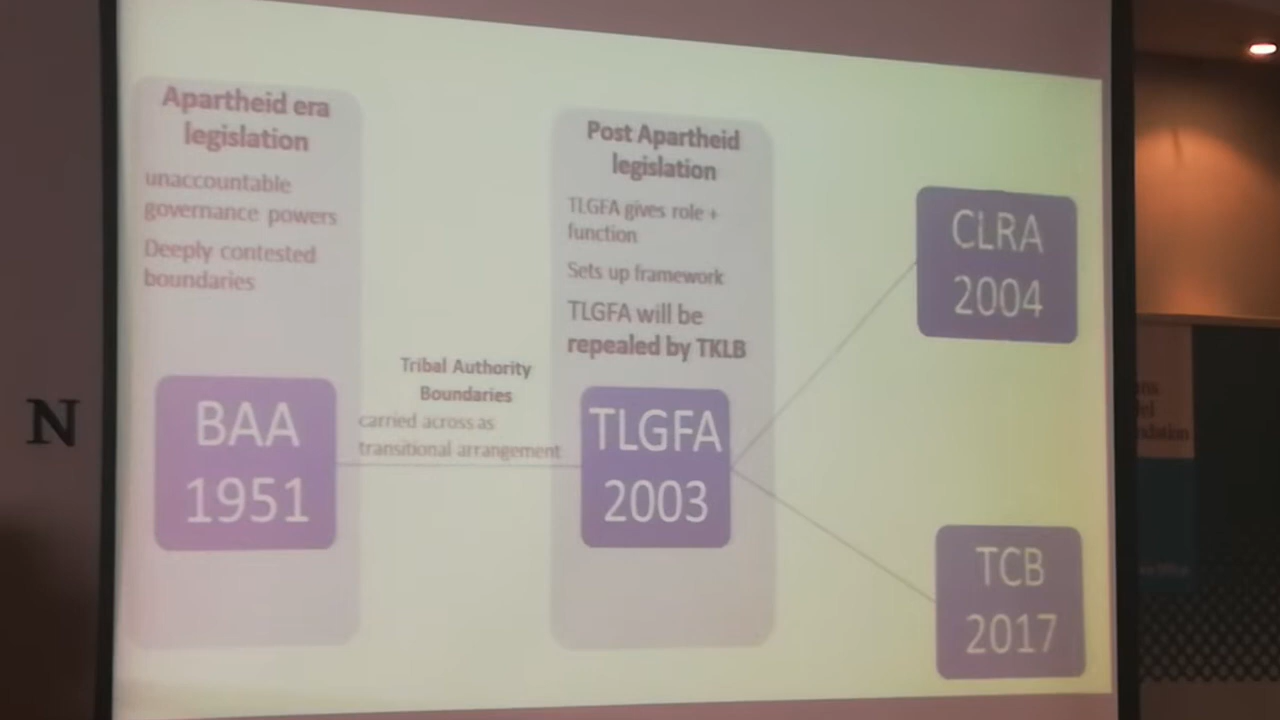 Apartheid era
legislation
unaccountable
governance powers
Deeply contested
boundaries
BAA
1951
Tribal Authority
Boundaries
carried across as
transitional arrangement
Post Apartheid
legislation
TLGFA gives role +
function
Sets up framework
TLGFA will be
repealed by TKLB
TLGFA
2003
CLRA
2004
TCB
2017
N